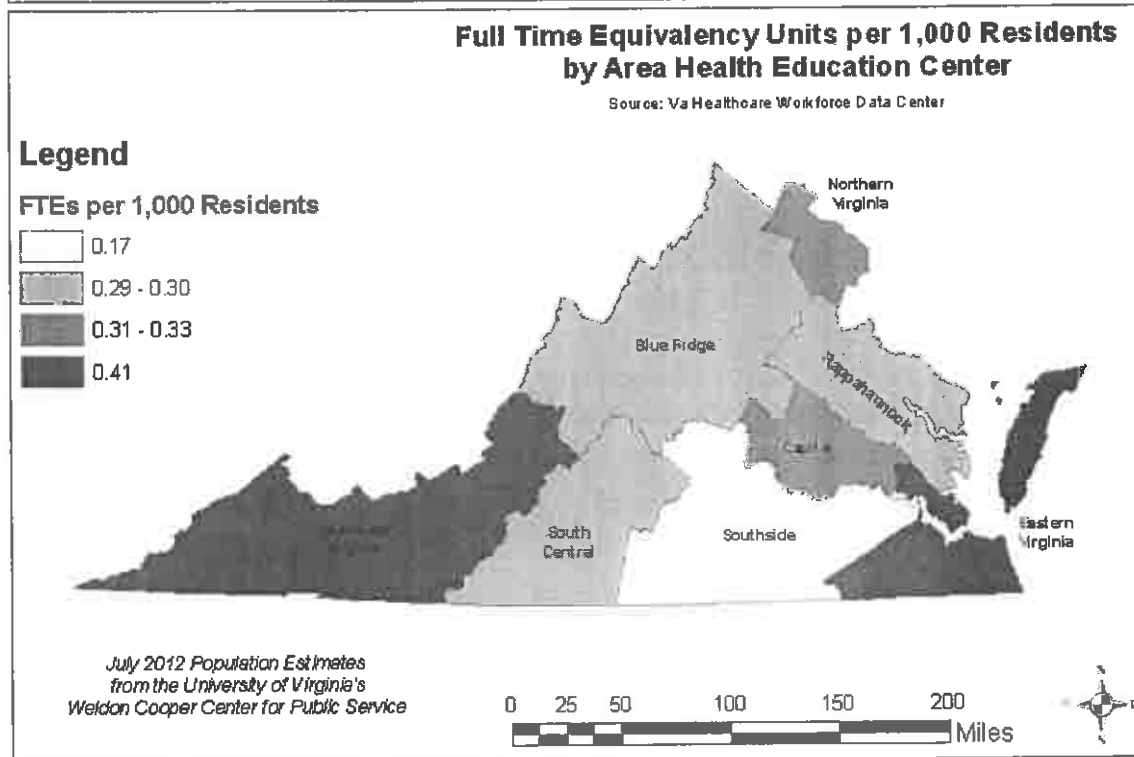 Full Time Equivalency Units per 1,000 Residents
by Area Health Education Center
Source: Va Healthcare Workforce Data Center
Legend
FTEs per 1,000 Residents
0.17
0.29 - 0.30
0.31 - 0.33
0.41
Northern
Virginia
Blue Ridge
Rappahannock
South
Central
Southside
Eastern
Virginia
July 2012 Population Estimates
from the University of Virginia's
Weldon Cooper Center for Public Service
0 25 50 100 150 200
Miles